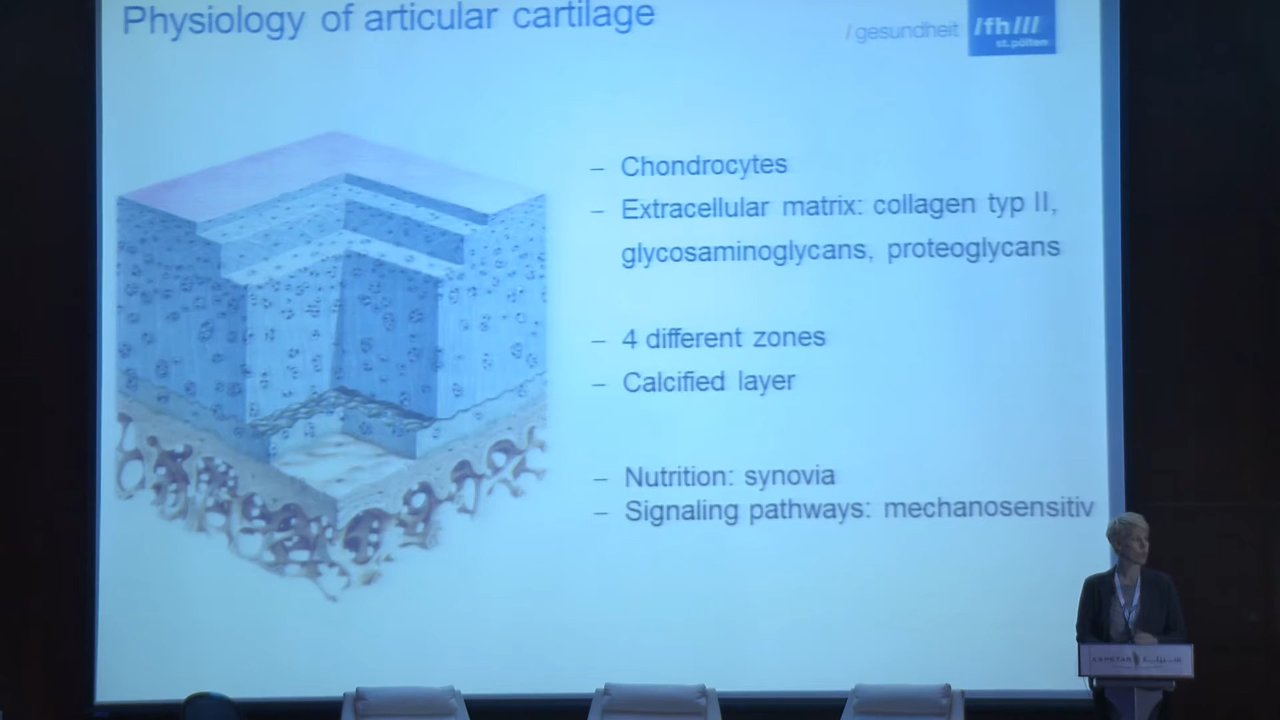 Physiology of articular cartilage
/ gesundheit
/fh///
st.pölten
– Chondrocytes
– Extracellular matrix: collagen typ II,
glycosaminoglycans, proteoglycans
– 4 different zones
– Calcified layer
– Nutrition: synovia
– Signaling pathways: mechanosensitiv